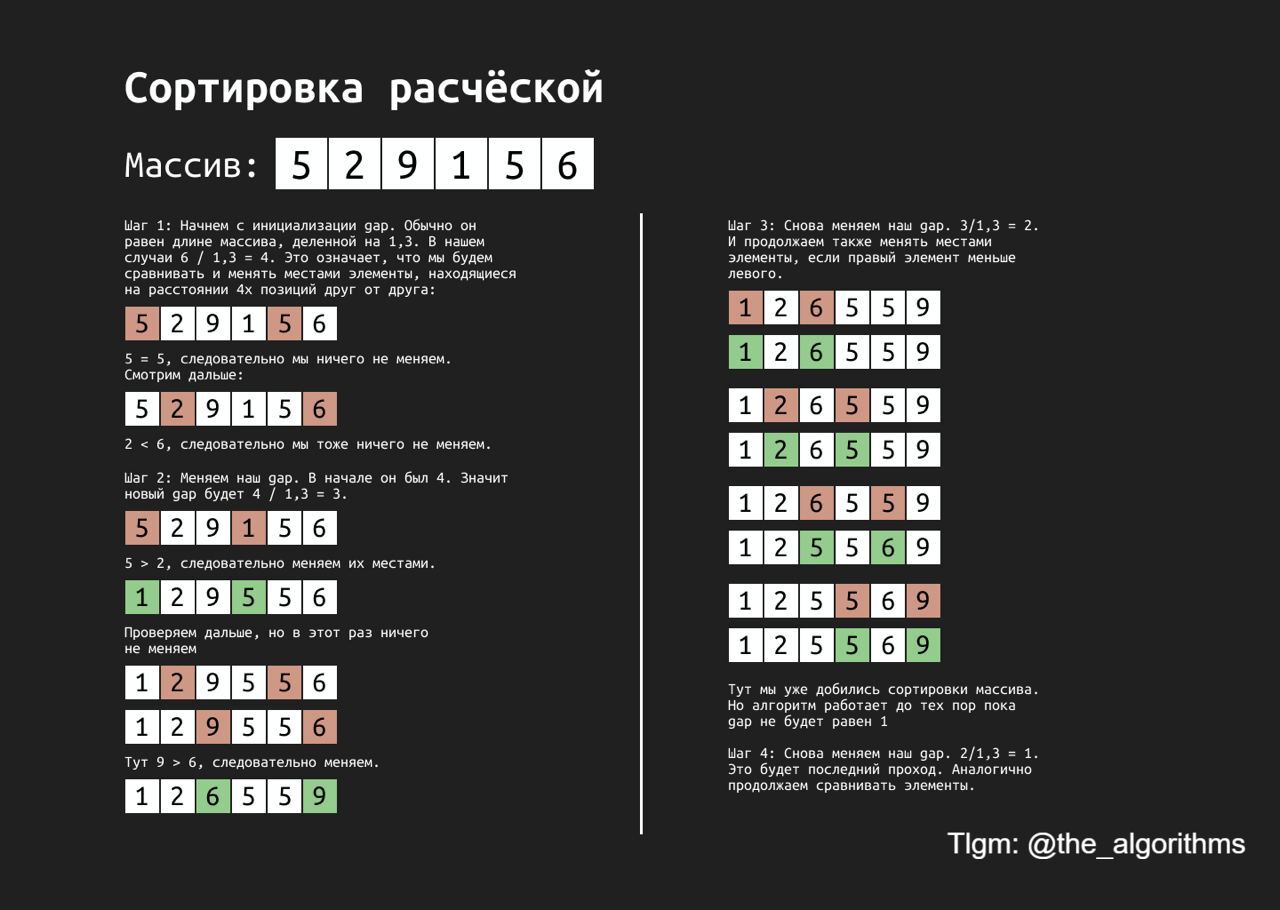 Сортировка расчёской
Массив: 5 2 9 1 5 6
Шаг 1: Начнем с инициализации gap. Обычно он
равен длине массива, деленной на 1,3. В нашем
случаи 6 / 1,3 = 4. Это означает, что мы будем
сравнивать и менять местами элементы, находящиеся
на расстоянии 4х позиций друг от друга:
5 2 9 1 5 6
5 = 5, следовательно мы ничего не меняем.
Смотрим дальше:
5 2 9 1 5 6
2 < 6, следовательно мы тоже ничего не меняем.
Шаг 2: Меняем наш gap. В начале он был 4. Значит
новый gap будет 4 / 1,3 = 3.
5 2 9 1 5 6
5 > 2, следовательно меняем их местами.
1 2 9 5 5 6
Проверяем дальше, но в этот раз ничего
не меняем
1 2 9 5 5 6
1 2 9 5 5 6
Тут 9 > 6, следовательно меняем.
1 2 6 5 5 9
Шаг 3: Снова меняем наш gap. 3/1,3 = 2.
И продолжаем также менять местами
элементы, если правый элемент меньше
левого.
1 2 6 5 5 9
1 2 6 5 5 9
1 2 6 5 5 9
1 2 6 5 5 9
1 2 6 5 5 9
1 2 5 5 6 9
1 2 5 5 6 9
1 2 5 5 6 9
Тут мы уже добились сортировки массива.
Но алгоритм работает до тех пор пока
gap не будет равен 1
Шаг 4: Снова меняем наш gap. 2/1,3 = 1.
Это будет последний проход. Аналогично
продолжаем сравнивать элементы.
Tlgm: @the_algorithms